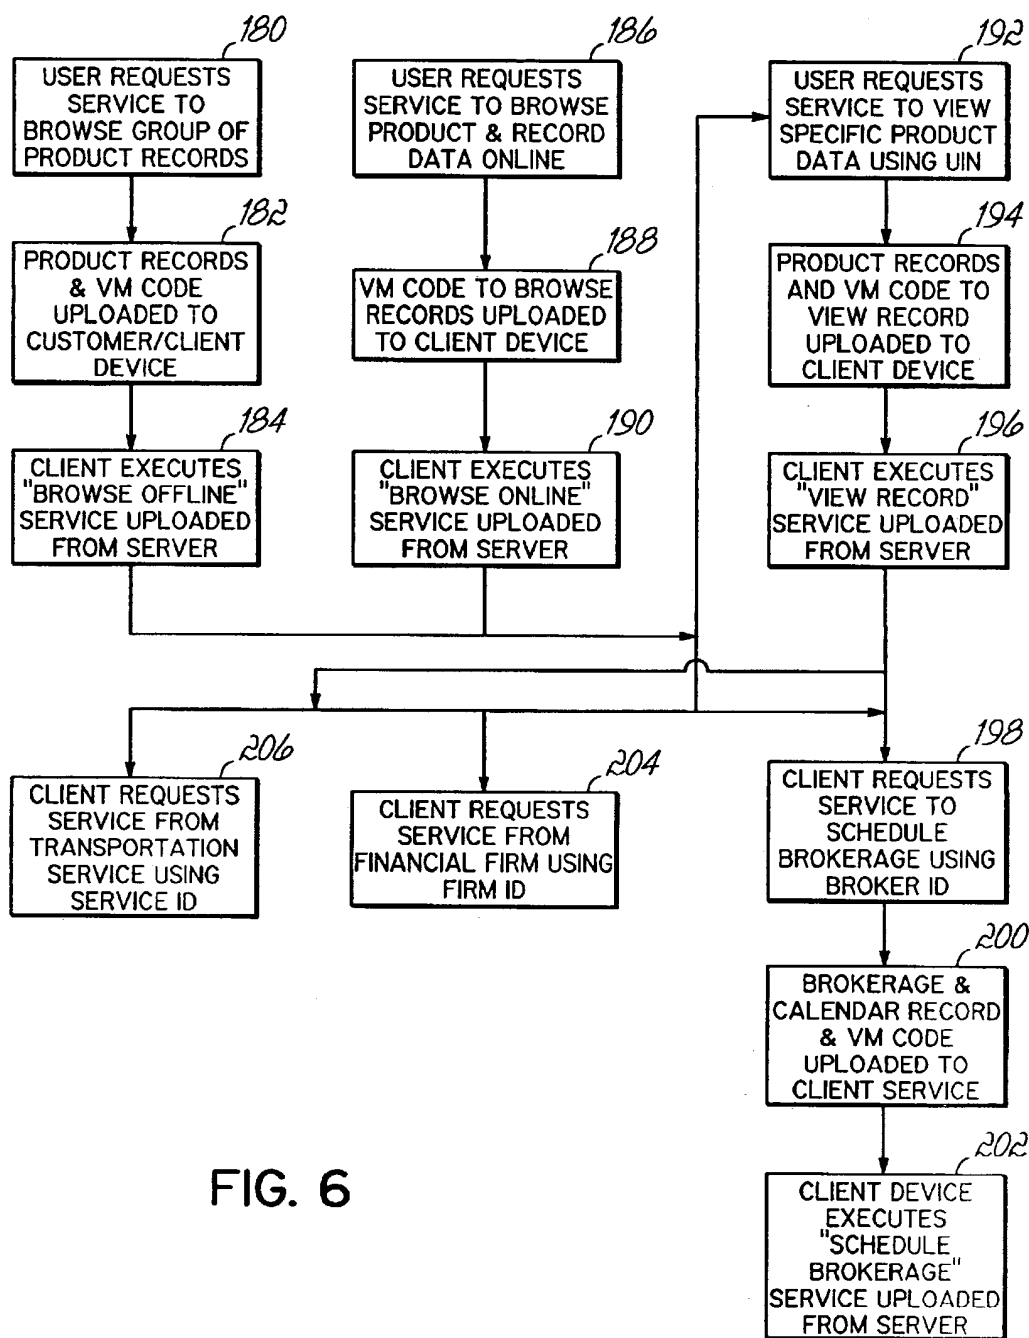 180
USER REQUESTS
SERVICE TO
BROWSE GROUP OF
PRODUCT RECORDS
186
USER REQUESTS
SERVICE TO BROWSE
PRODUCT & RECORD
DATA ONLINE
192
USER REQUESTS
SERVICE TO VIEW
SPECIFIC PRODUCT
DATA USING UIN
182
PRODUCT RECORDS
& VM CODE
UPLOADED TO
CUSTOMER/CLIENT
DEVICE
188
VM CODE TO BROWSE
RECORDS UPLOADED
TO CLIENT DEVICE
194
PRODUCT RECORDS
AND VM CODE TO
VIEW RECORD
UPLOADED TO
CLIENT DEVICE
184
CLIENT EXECUTES
"BROWSE OFFLINE"
SERVICE UPLOADED
FROM SERVER
190
CLIENT EXECUTES
"BROWSE ONLINE"
SERVICE UPLOADED
FROM SERVER
196
CLIENT EXECUTES
"VIEW RECORD"
SERVICE UPLOADED
FROM SERVER
206
CLIENT REQUESTS
SERVICE FROM
TRANSPORTATION
SERVICE USING
SERVICE ID
204
CLIENT REQUESTS
SERVICE FROM
FINANCIAL FIRM USING
FIRM ID
198
CLIENT REQUESTS
SERVICE TO
SCHEDULE
BROKERAGE USING
BROKER ID
200
BROKERAGE &
CALENDAR RECORD
& VM CODE
UPLOADED TO
CLIENT SERVICE
202
CLIENT DEVICE
EXECUTES
"SCHEDULE
BROKERAGE"
SERVICE UPLOADED
FROM SERVER
FIG. 6